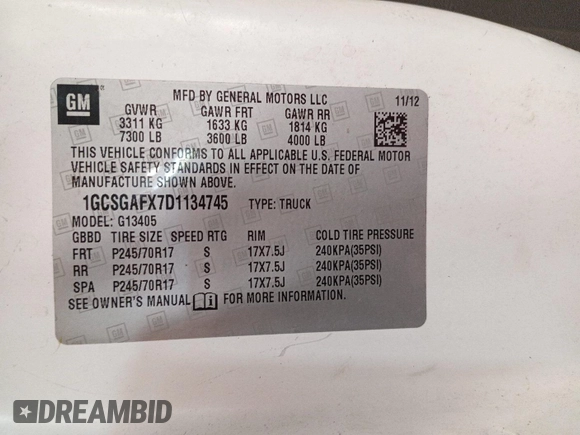 GM
MFD BY GENERAL MOTORS LLC 11/12
GVWR GAWR FRT GAWR RR
3311 KG 1633 KG 1814 KG
7300 LB 3600 LB 4000 LB
THIS VEHICLE CONFORMS TO ALL APPLICABLE U.S. FEDERAL MOTOR
VEHICLE SAFETY STANDARDS IN EFFECT ON THE DATE OF
MANUFACTURE SHOWN ABOVE.
1GCSGAFX7D1134745 TYPE: TRUCK
MODEL: G13405
GBBD TIRE SIZE SPEED RTG RIM COLD TIRE PRESSURE
FRT P245/70R17 S 17X7.5J 240KPA(35PSI)
RR P245/70R17 S 17X7.5J 240KPA(35PSI)
SPA P245/70R17 S 17X7.5J 240KPA(35PSI)
SEE OWNER'S MANUAL FOR ADDITIONAL INFORMATION.
DREAMBID